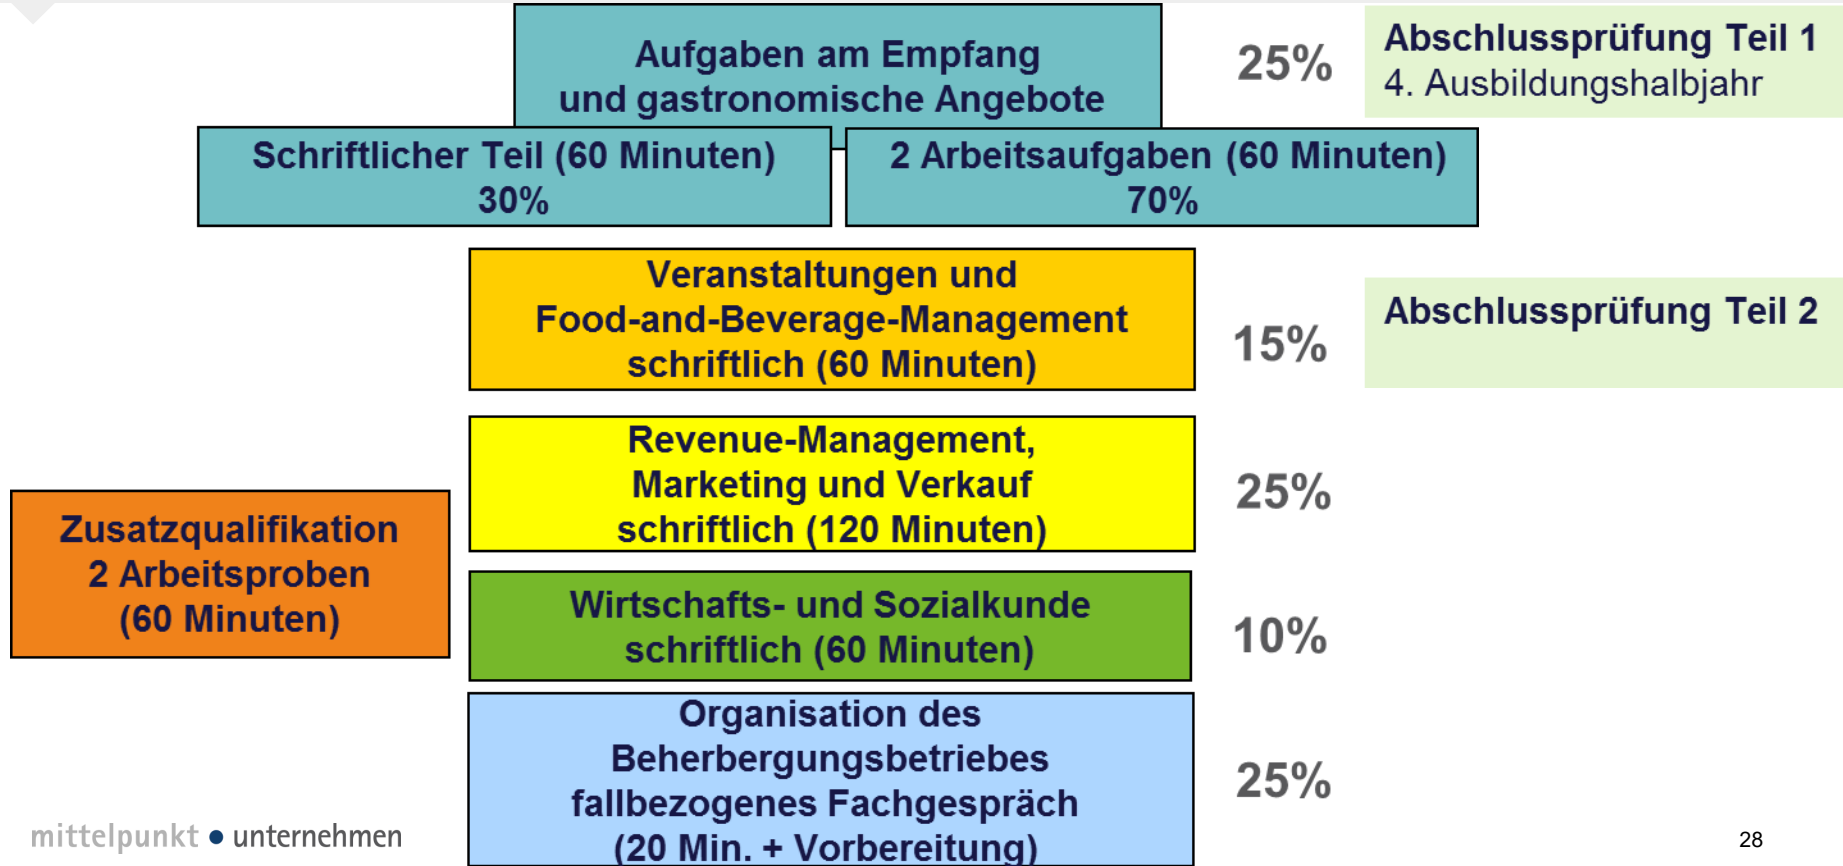 Aufgaben am Empfang
und gastronomische Angebote
25%
Abschlussprüfung Teil 1
4. Ausbildungshalbjahr
Schriftlicher Teil (60 Minuten)
30%
2 Arbeitsaufgaben (60 Minuten)
70%
Veranstaltungen und
Food-and-Beverage-Management
schriftlich (60 Minuten)
15%
Abschlussprüfung Teil 2
Revenue-Management,
Marketing und Verkauf
schriftlich (120 Minuten)
25%
Zusatzqualifikation
2 Arbeitsproben
(60 Minuten)
Wirtschafts- und Sozialkunde
schriftlich (60 Minuten)
10%
Organisation des
Beherbergungsbetriebes
fallbezogenes Fachgespräch
(20 Min. + Vorbereitung)
25%
mittelpunkt ● unternehmen
28